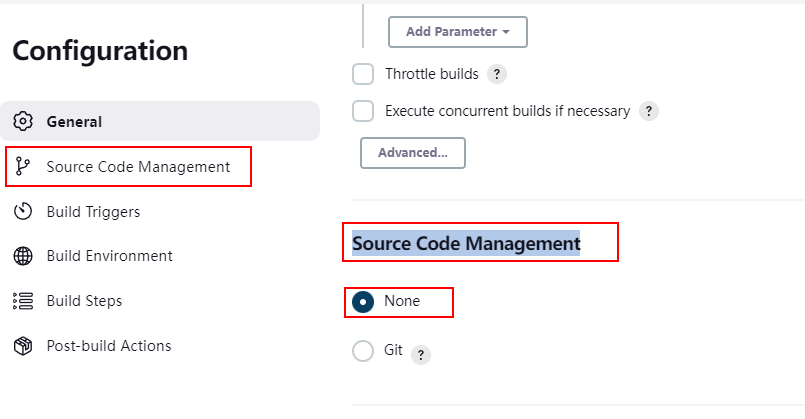 Configuration
General
Source Code Management
Build Triggers
Build Environment
Build Steps
Post-build Actions
Add Parameter
Throttle builds ?
Execute concurrent builds if necessary ?
Advanced...
Source Code Management
None
Git ?